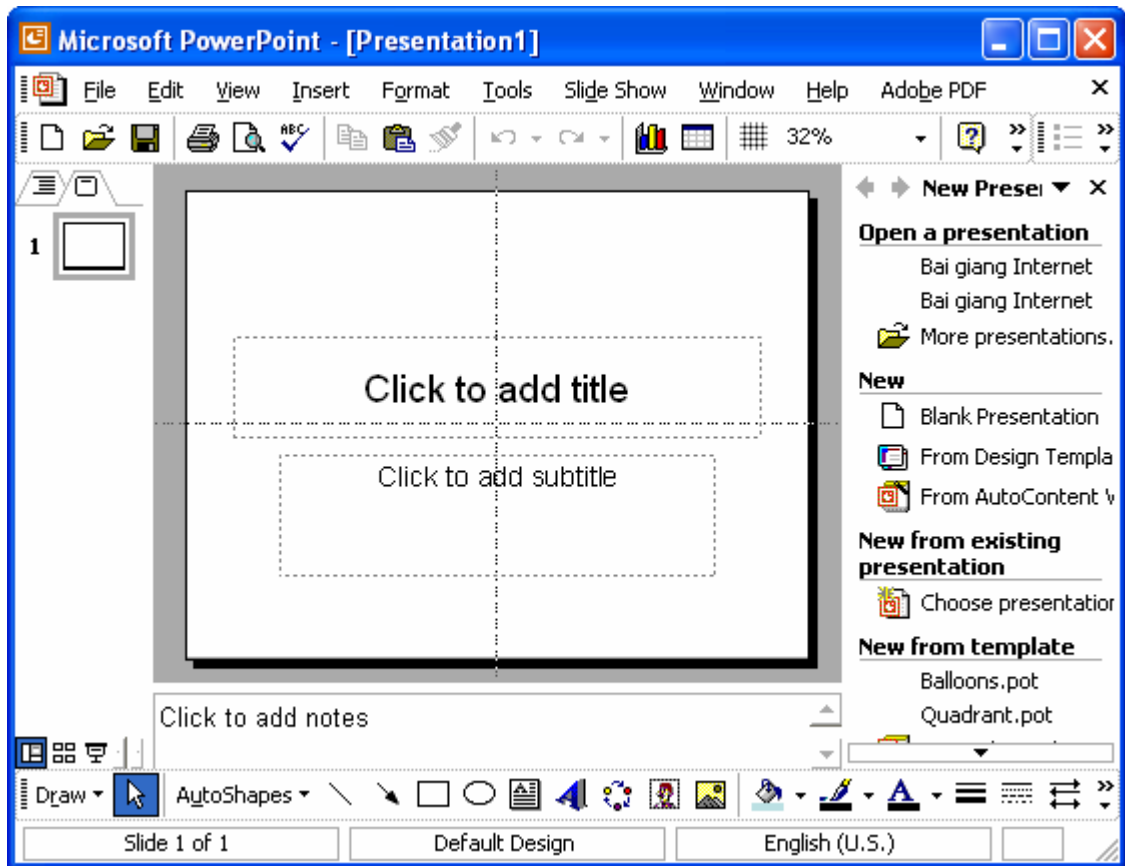 Microsoft PowerPoint - [Presentation1]
File Edit View Insert Format Tools Slide Show Window Help Adobe PDF
ABC 32%
New Presei
1
Open a presentation
Bai giang Internet
Bai giang Internet
More presentations.
New
Blank Presentation
From Design Templa
From AutoContent
New from existing
presentation
Choose presentation
New from template
Balloons.pot
Quadrant.pot
Click to add title
Click to add subtitle
Click to add notes
Draw AutoShapes
Slide 1 of 1 Default Design English (U.S.)